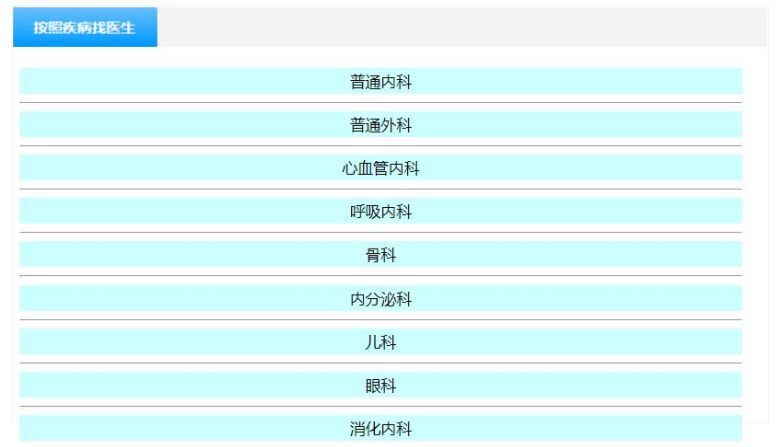 按照疾病找医生
普通内科
普通外科
心血管内科
呼吸内科
骨科
内分泌科
儿科
眼科
消化内科